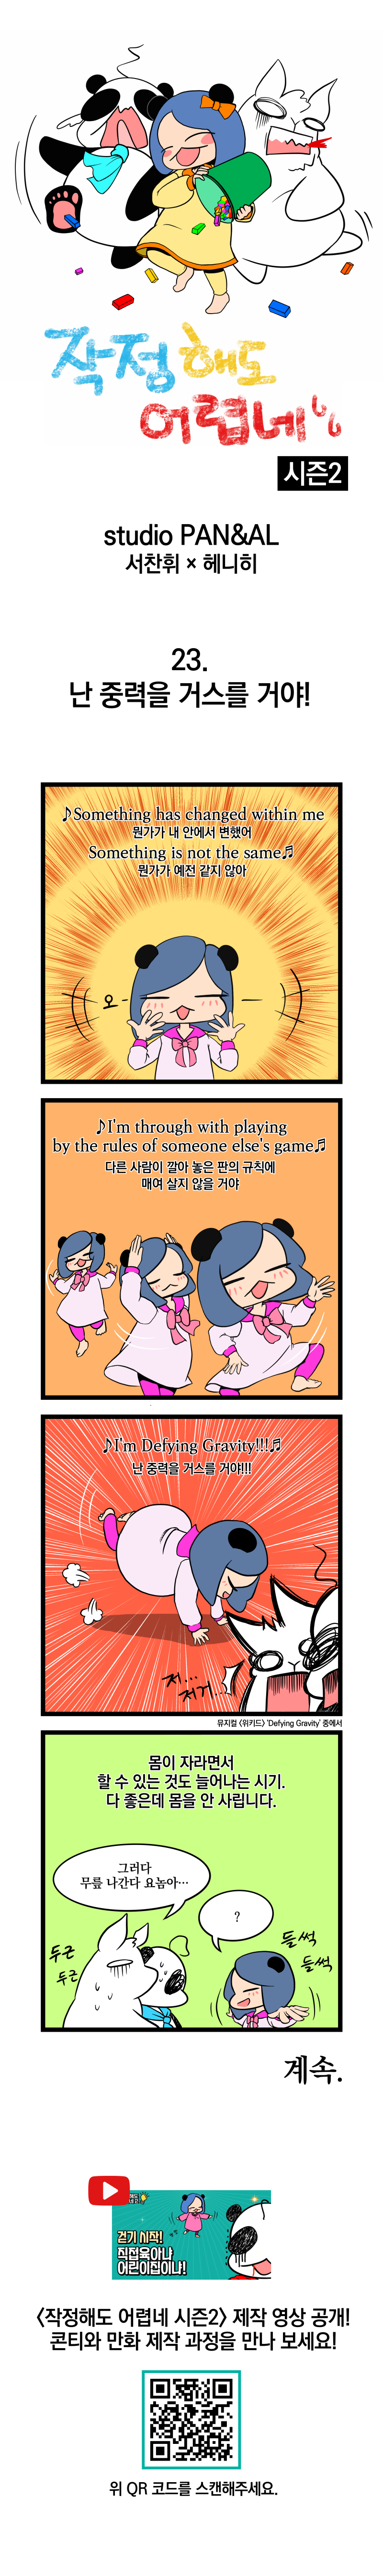 작정해도
어렵네
시즌2
studio PAN&AL
서찬휘 × 헤니히
23.
난 중력을 거스를 거야!
♪Something has changed within me
뭔가가 내 안에서 변했어
Something is not the same♬
뭔가가 예전 같지 않아
오-
♪I'm through with playing
by the rules of someone else's game♬
다른 사람이 깔아 놓은 판의 규칙에
매여 살지 않을 거야
♪I'm Defying Gravity!!!♬
난 중력을 거스를 거야!!!
저...
저거...
뮤지컬 <위키드> 'Defying Gravity' 중에서
몸이 자라면서
할 수 있는 것도 늘어나는 시기.
다 좋은데 몸을 안 사립니다.
그러다
무릎 나간다 요놈아…
?
두근
두근
들썩
들썩
계속.
걷기 시작!
직접육아냐
어린이집이냐!
<작정해도 어렵네 시즌2> 제작 영상 공개!
콘티와 만화 제작 과정을 만나 보세요!
위 QR 코드를 스캔해주세요.